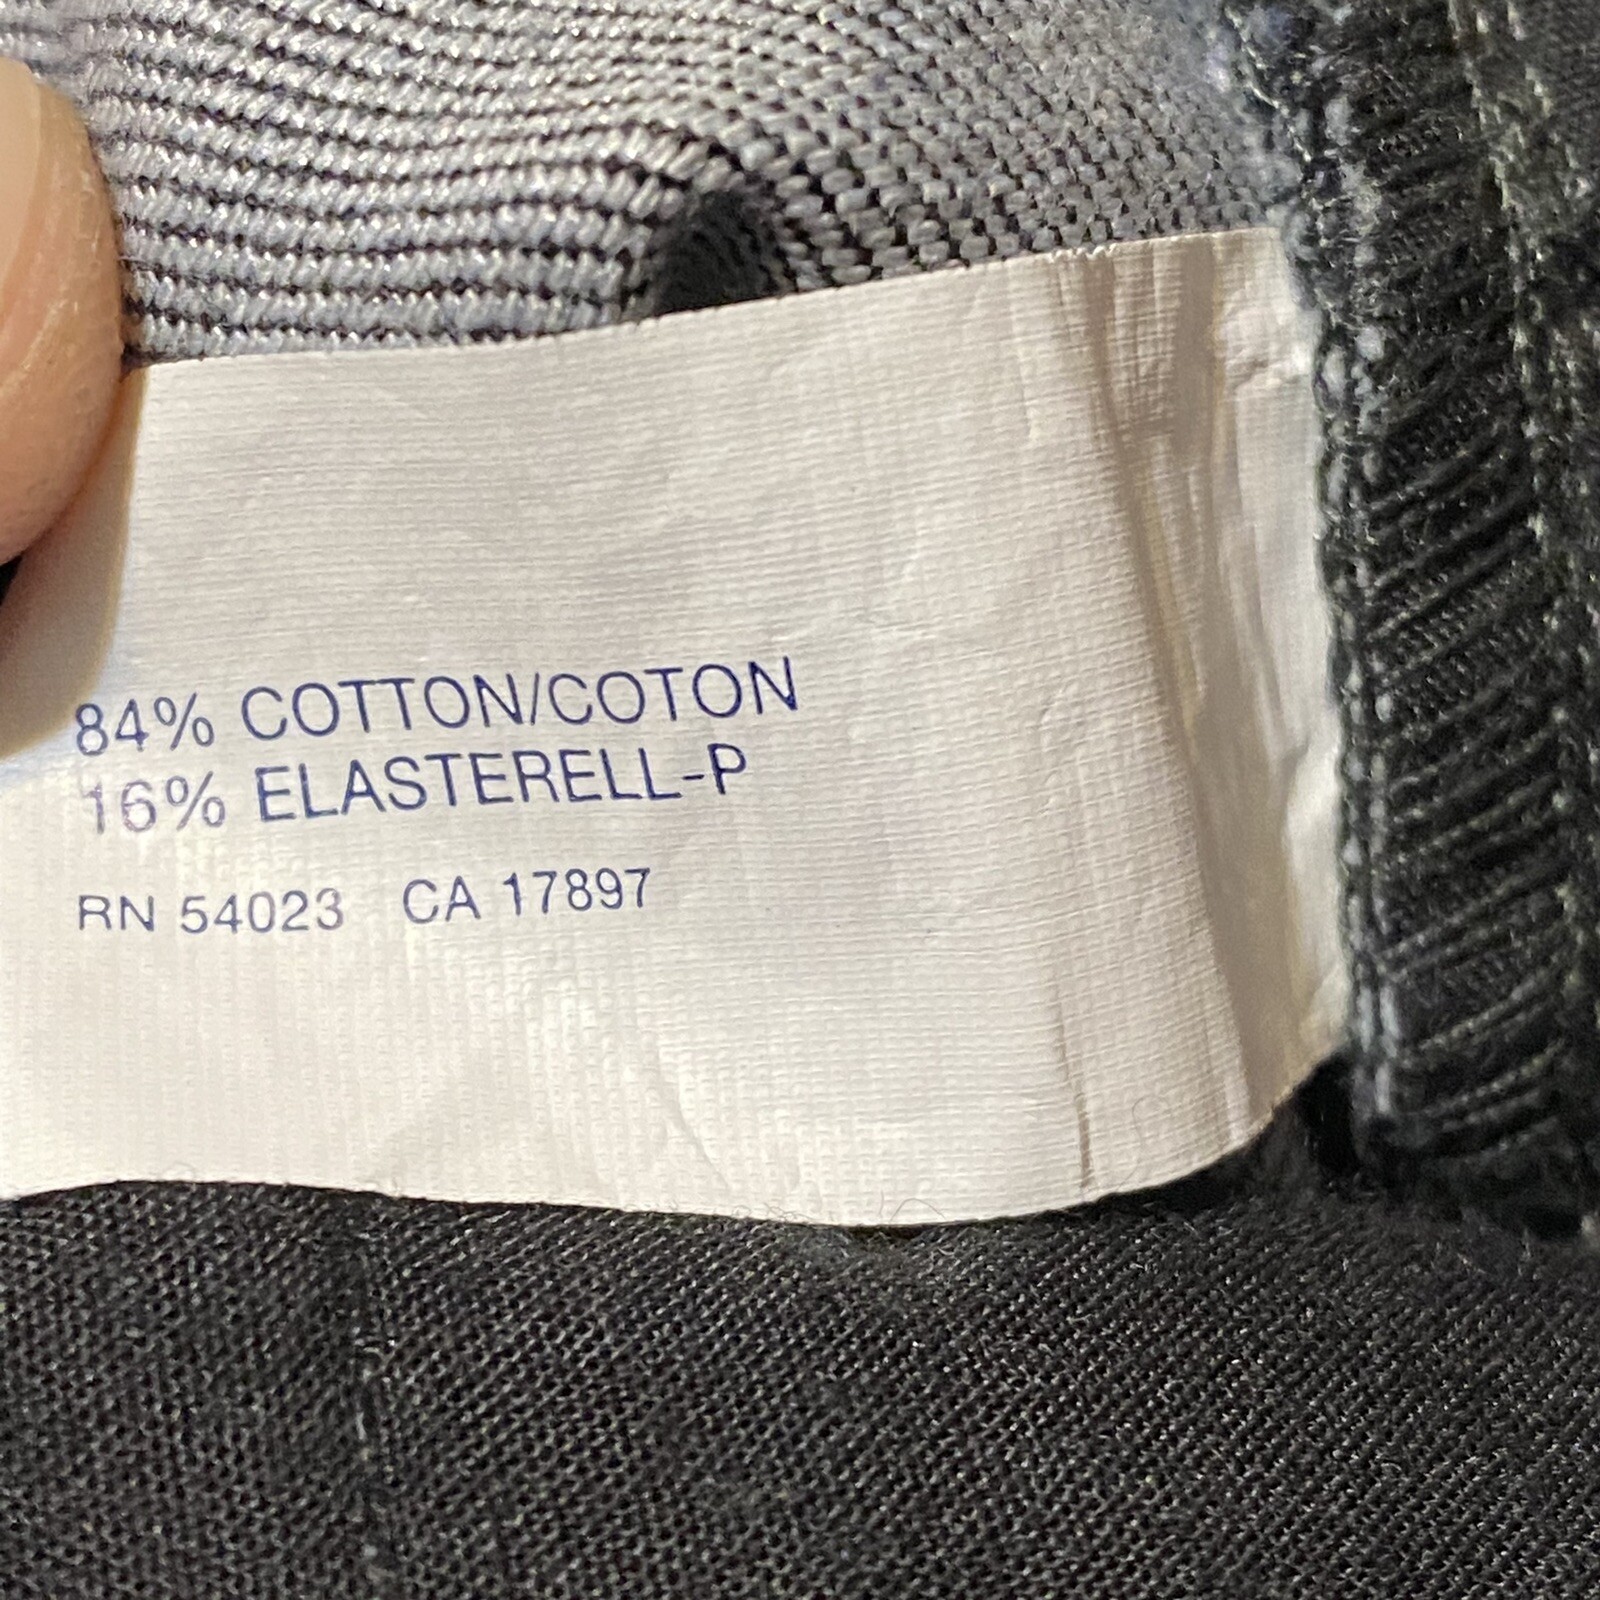 84% COTTON/COTON
16% ELASTERELL-P
RN 54023 CA 17897